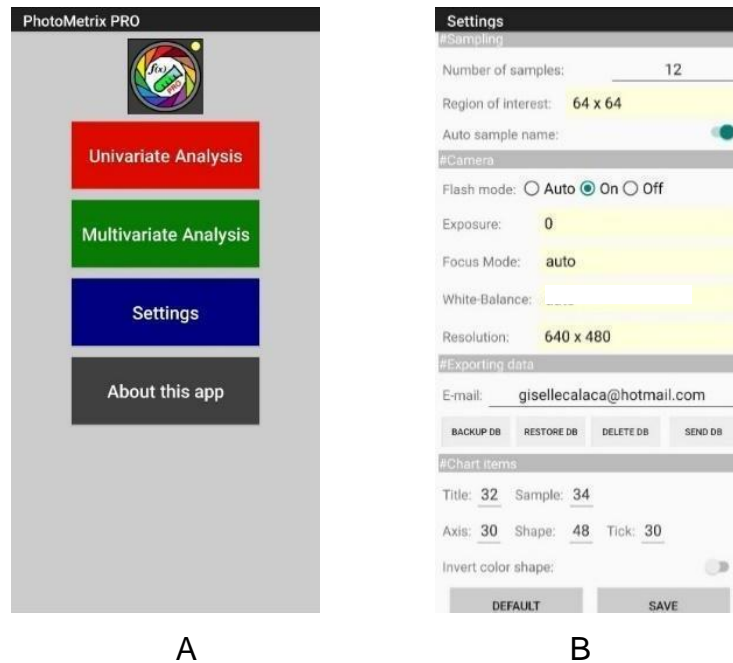 PhotoMetrix PRO
f(x)
PRO
Univariate Analysis
Multivariate Analysis
Settings
About this app
A
Settings
#Sampling
Number of samples: 12
Region of interest: 64 x 64
Auto sample name:
#Camera
Flash mode: Auto On Off
Exposure: 0
Focus Mode: auto
White-Balance:
Resolution: 640 x 480
#Exporting data
E-mail: gisellecalaca@hotmail.com
BACKUP DB RESTORE DB DELETE DB SEND DB
#Chart items
Title: 32 Sample: 34
Axis: 30 Shape: 48 Tick: 30
Invert color shape:
DEFAULT SAVE
B